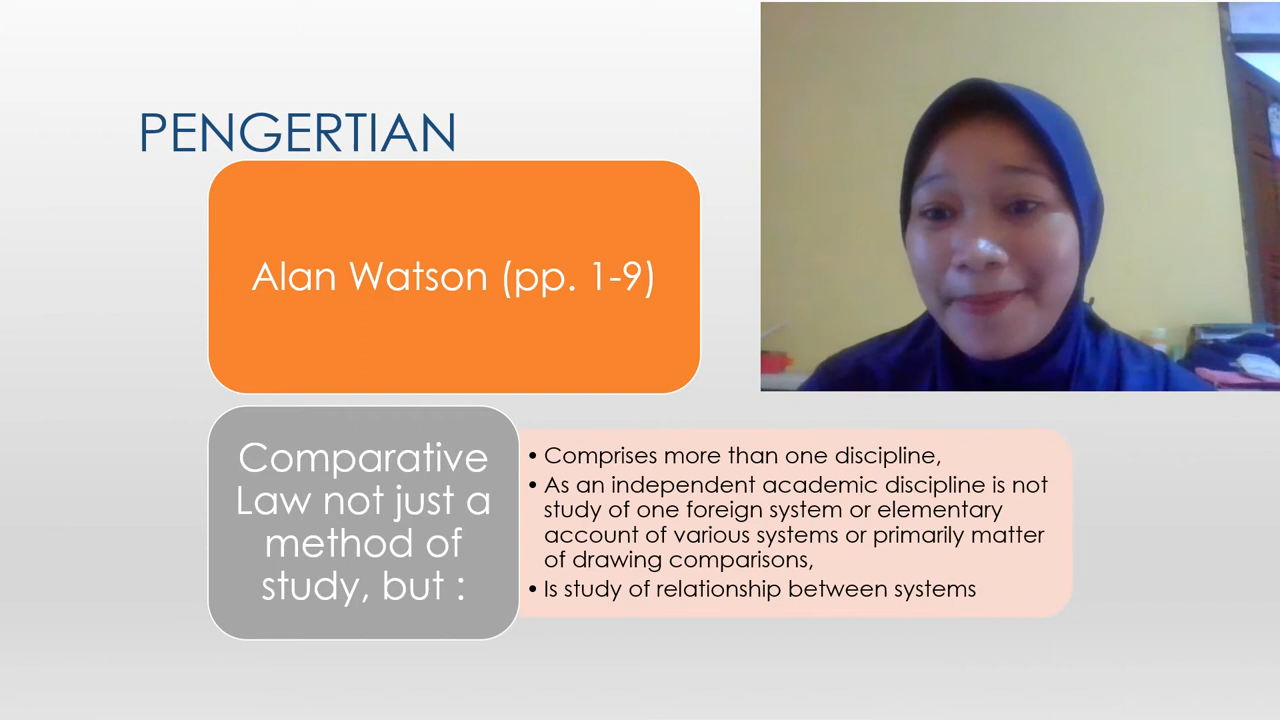 PENGERTIAN
Alan Watson (pp. 1-9)
Comparative
Law not just a
method of
study, but :
• Comprises more than one discipline,
• As an independent academic discipline is not
study of one foreign system or elementary
account of various systems or primarily matter
of drawing comparisons,
• Is study of relationship between systems